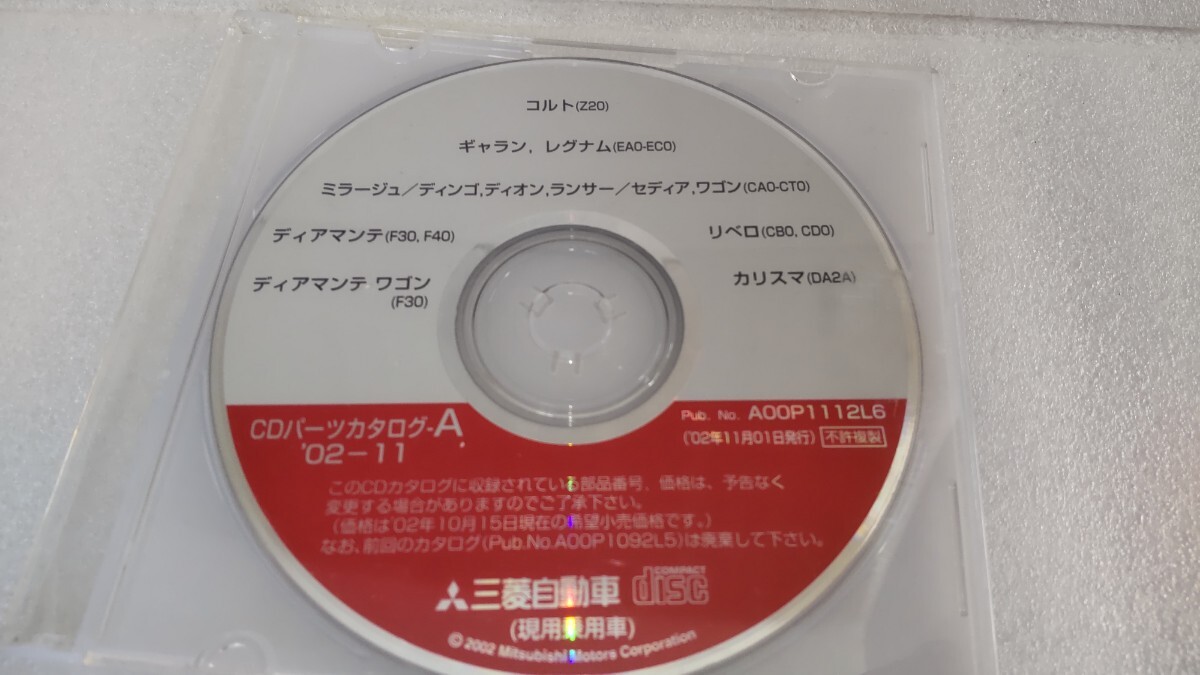 コルト(Z20)
ギャラン, レグナム(EA0-EC0)
ミラージュ／ディンゴ,ディオン,ランサー／セディア,ワゴン(CA0-CT0)
ディアマンテ(F30, F40)
リベロ(CB0, CD0)
ディアマンテ ワゴン
(F30)
カリスマ(DA2A)
CDパーツカタログ-A
'02-11
Pub. No. A00P1112L6
('02年11月01日発行) 不許複製
このCDカタログに収録されている部品番号、価格は、予告なく
変更する場合がありますのでご了承下さい。
(価格は'02年10月15日現在の希望小売価格です。)
なお、前回のカタログ(Pub.No.A00P1092L5)は廃棄して下さい。
三菱自動車 COMPACT disc
(現用乗用車)
© 2002 Mitsubishi Motors Corporation